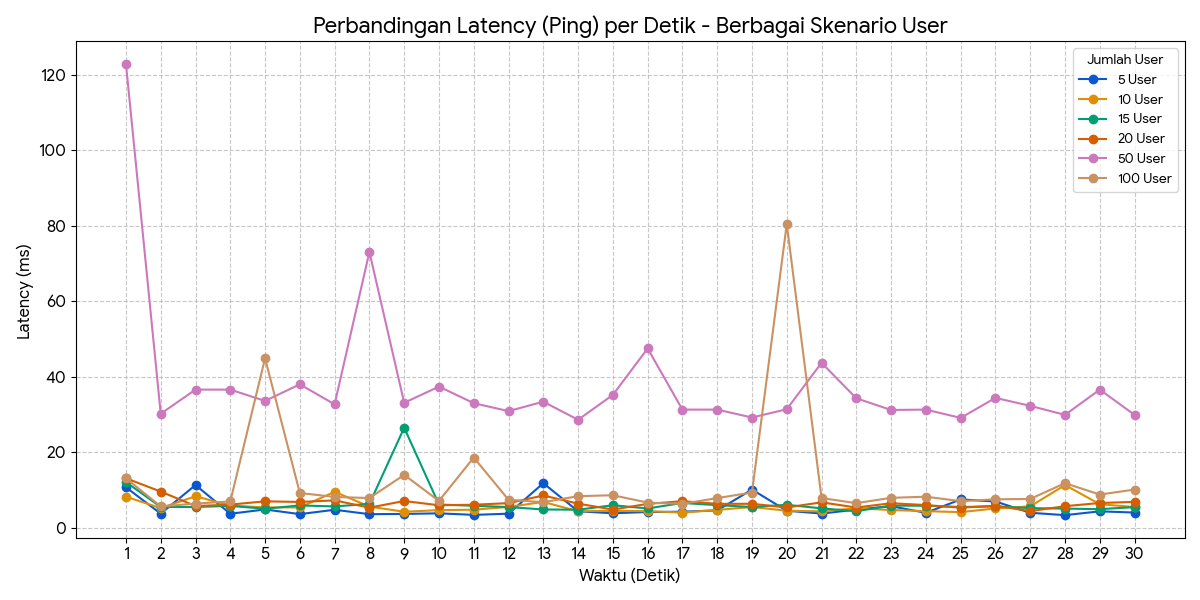 Perbandingan Latency (Ping) per Detik - Berbagai Skenario User
Jumlah User
5 User
10 User
15 User
20 User
50 User
100 User
Latency (ms)
120
100
80
60
40
20
0
1 2 3 4 5 6 7 8 9 10 11 12 13 14 15 16 17 18 19 20 21 22 23 24 25 26 27 28 29 30
Waktu (Detik)